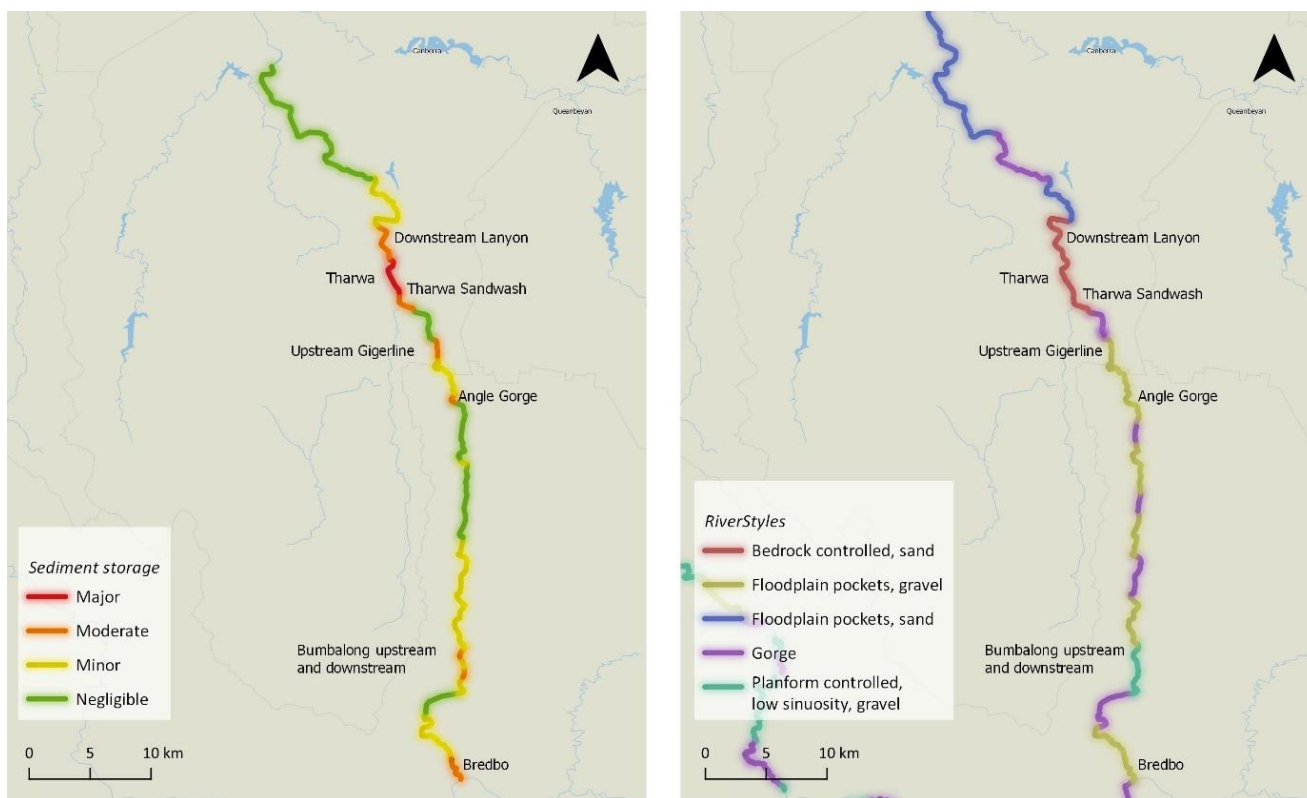 Canberra
Queanbeyan
Downstream Lanyon
Tharwa
Tharwa Sandwash
Upstream Gigerline
Angle Gorge
Sediment storage
Major
Moderate
Minor
Negligible
Bumbalong upstream
and downstream
0 5 10 km
Bredbo
Canberra
Queanbeyan
Downstream Lanyon
Tharwa
Tharwa Sandwash
Upstream Gigerline
Angle Gorge
RiverStyles
Bedrock controlled, sand
Floodplain pockets, gravel
Floodplain pockets, sand
Gorge
Planform controlled,
low sinuosity, gravel
Bumbalong upstream
and downstream
0 5 10 km
Bredbo